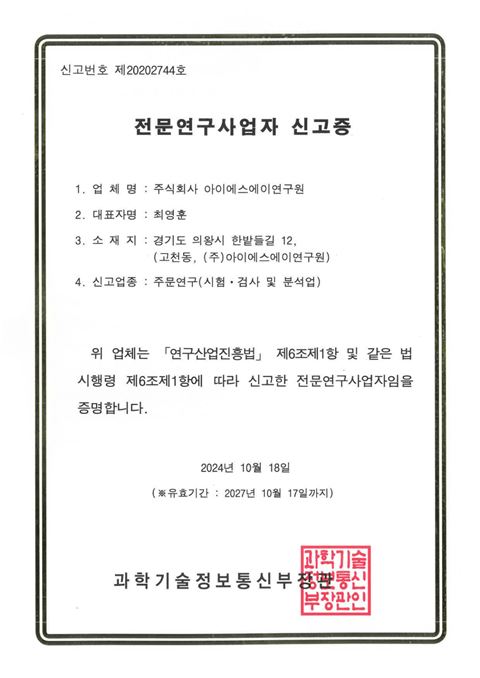 신고번호 제20202744호
전문연구사업자 신고증
1. 업 체 명 : 주식회사 아이에스에이연구원
2. 대표자명 : 최영훈
3. 소 재 지 : 경기도 의왕시 한밭들길 12,
(고천동, (주)아이에스에이연구원)
4. 신고업종 : 주문연구(시험·검사 및 분석업)
위 업체는 「연구산업진흥법」 제6조제1항 및 같은 법
시행령 제6조제1항에 따라 신고한 전문연구사업자임을
증명합니다.
2024년 10월 18일
(※유효기간 : 2027년 10월 17일까지)
과학기술정보통신부장관
과학기술
정보통신
부장관인